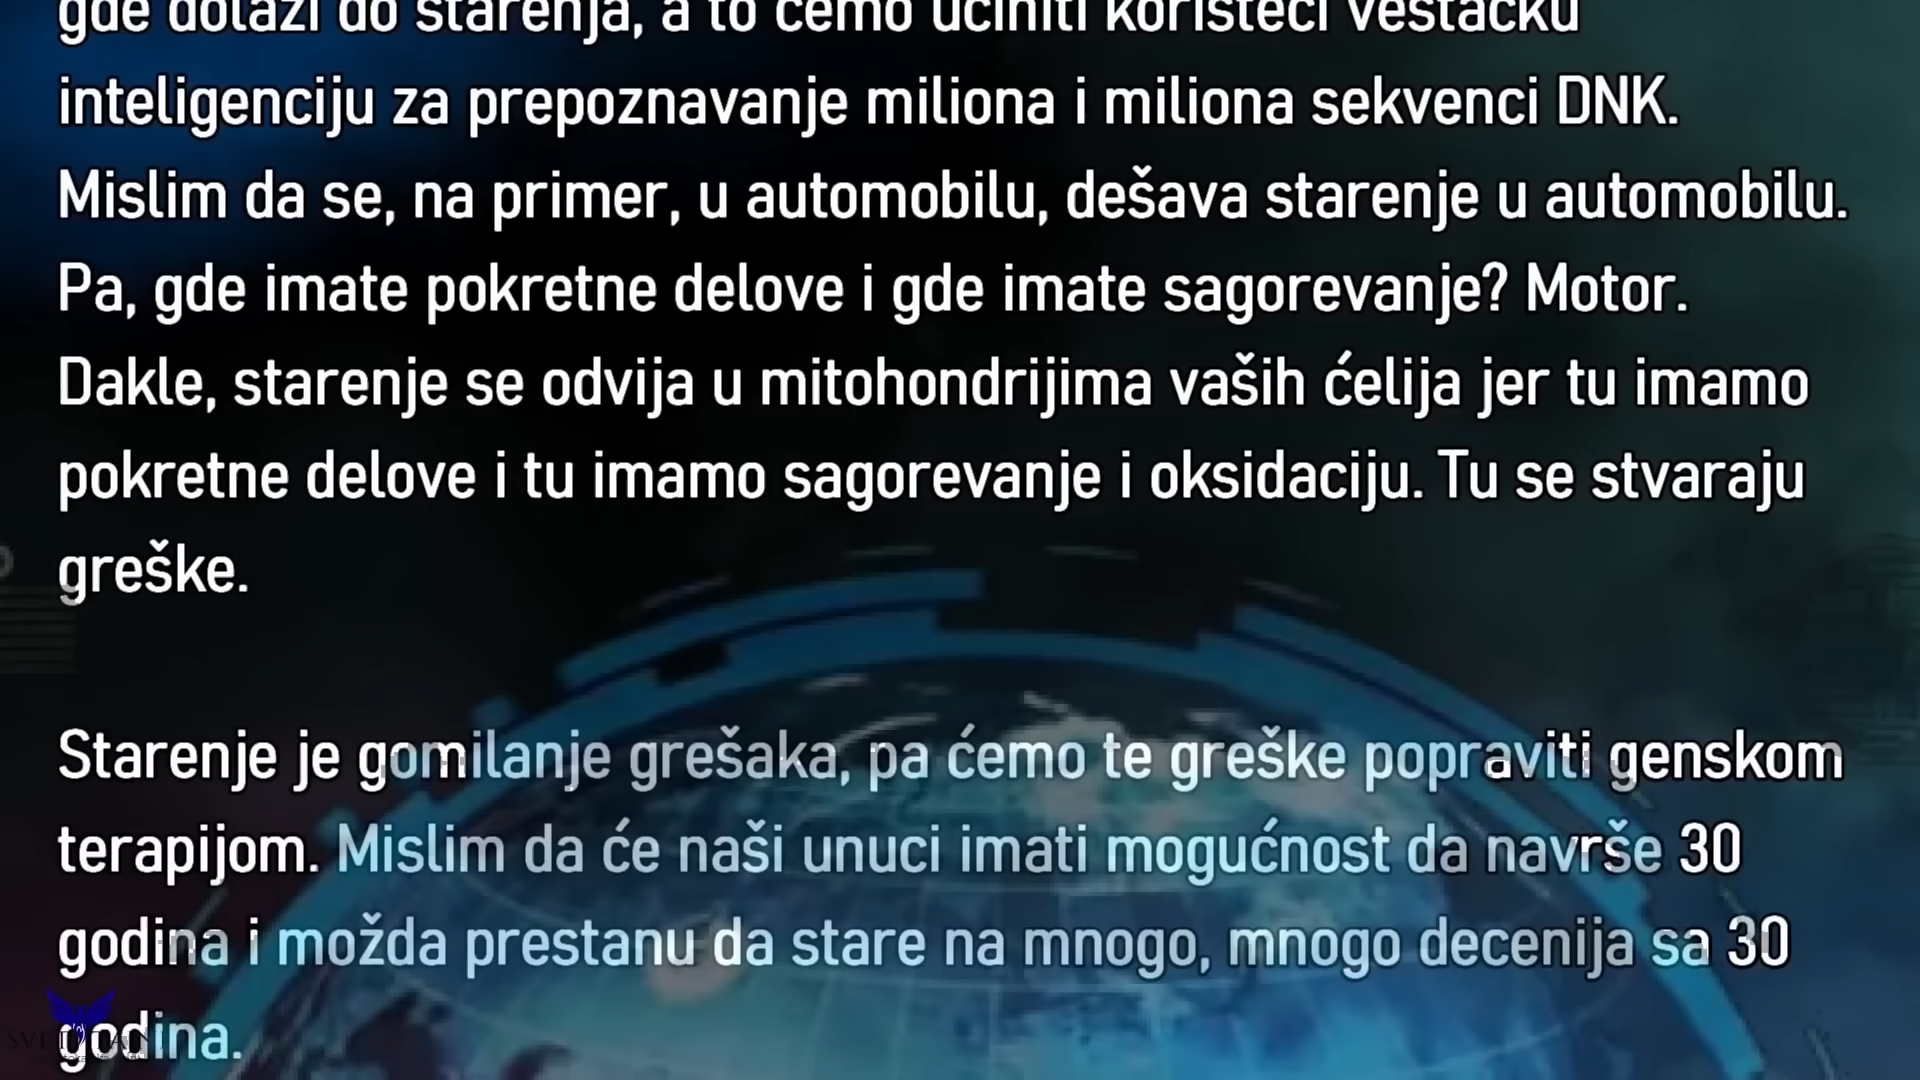 gde dolazi do starenja, a to ćemo učiniti koristeći veštačku
inteligenciju za prepoznavanje miliona i miliona sekvenci DNK.
Mislim da se, na primer, u automobilu, dešava starenje u automobilu.
Pa, gde imate pokretne delove i gde imate sagorevanje? Motor.
Dakle, starenje se odvija u mitohondrijima vaših ćelija jer tu imamo
pokretne delove i tu imamo sagorevanje i oksidaciju. Tu se stvaraju
greške.
Starenje je gomilanje grešaka, pa ćemo te greške popraviti genskom
terapijom. Mislim da će naši unuci imati mogućnost da navrše 30
godina i možda prestanu da stare na mnogo, mnogo decenija sa 30
godina.